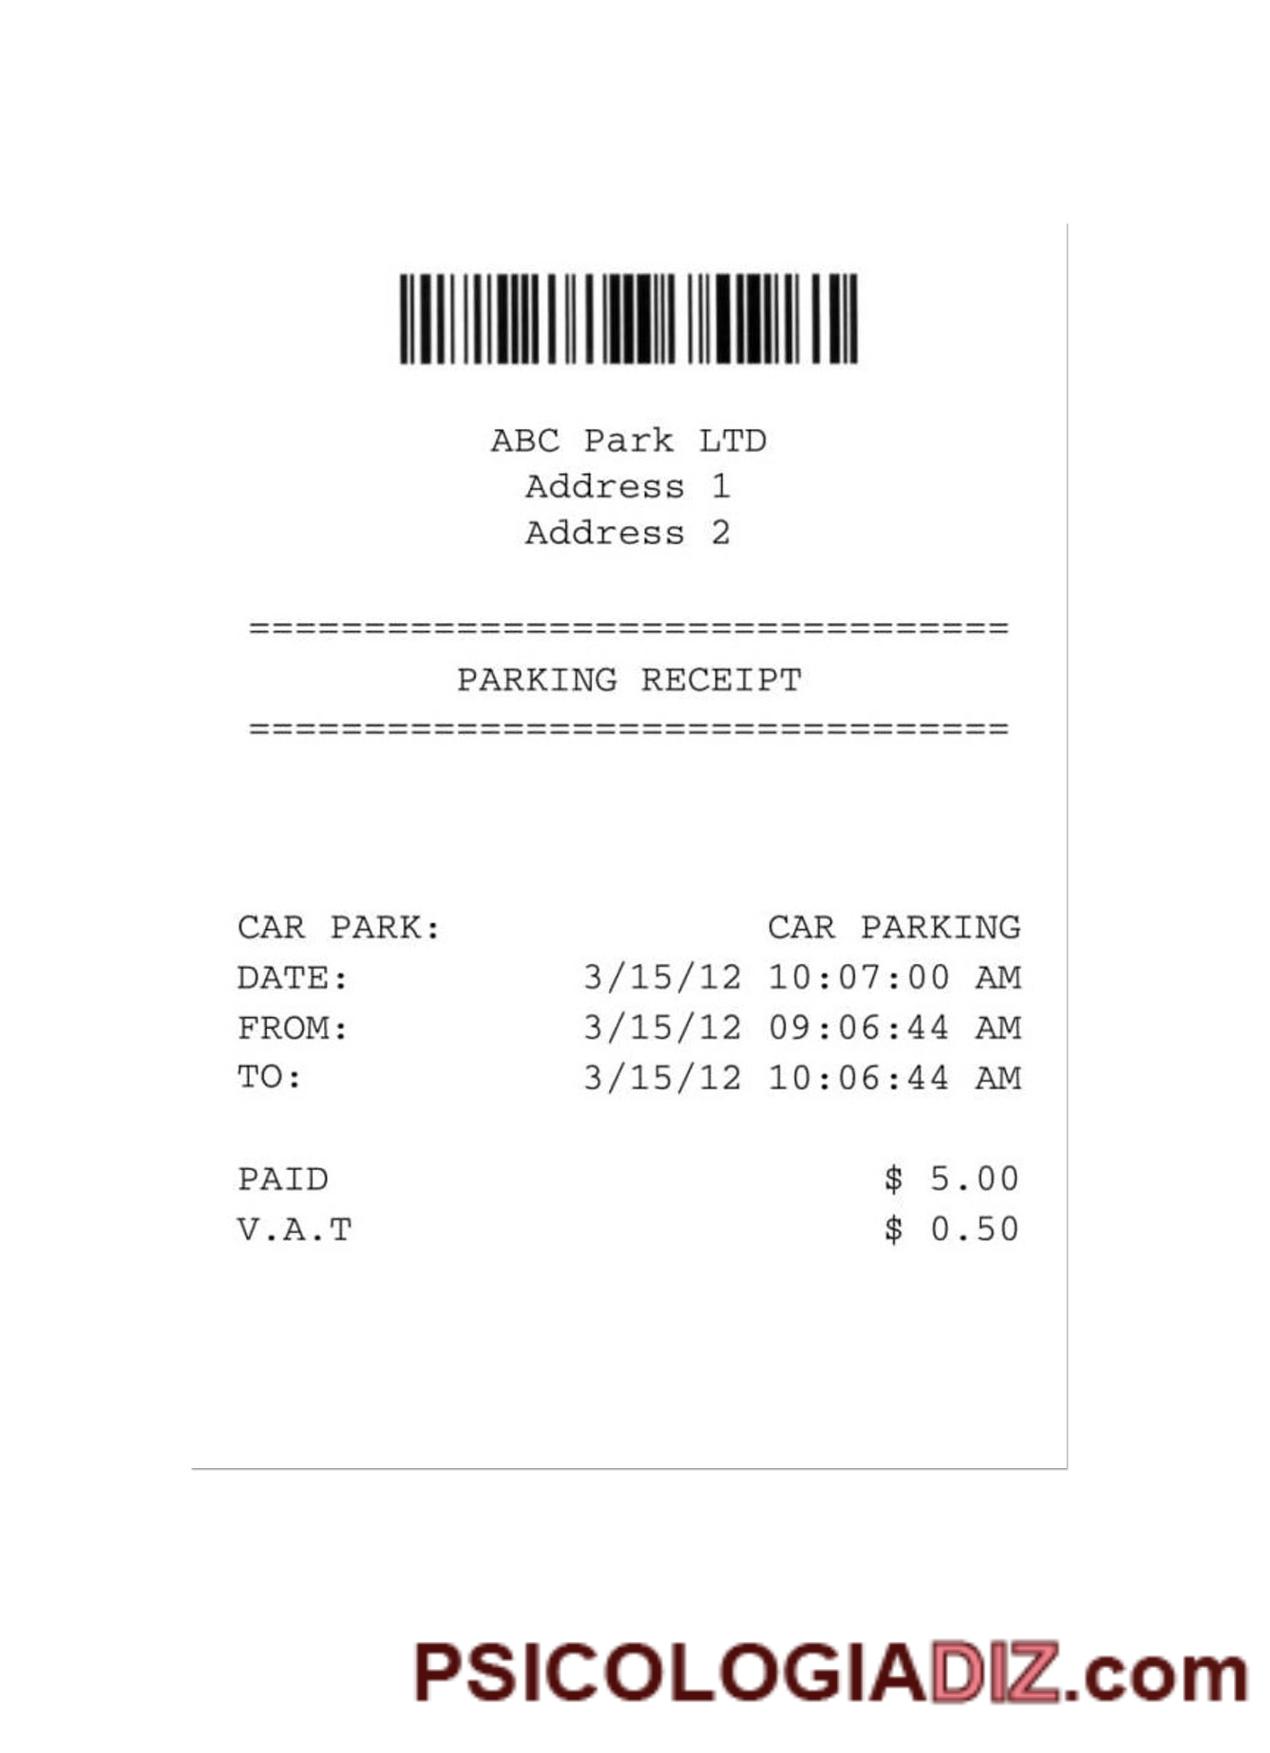 ABC Park LTD
Address 1
Address 2
=================================
PARKING RECEIPT
=================================
CAR PARK: CAR PARKING
DATE: 3/15/12 10:07:00 AM
FROM: 3/15/12 09:06:44 AM
TO: 3/15/12 10:06:44 AM
PAID $ 5.00
V.A.T $ 0.50
PSICOLOGIADIZ.com